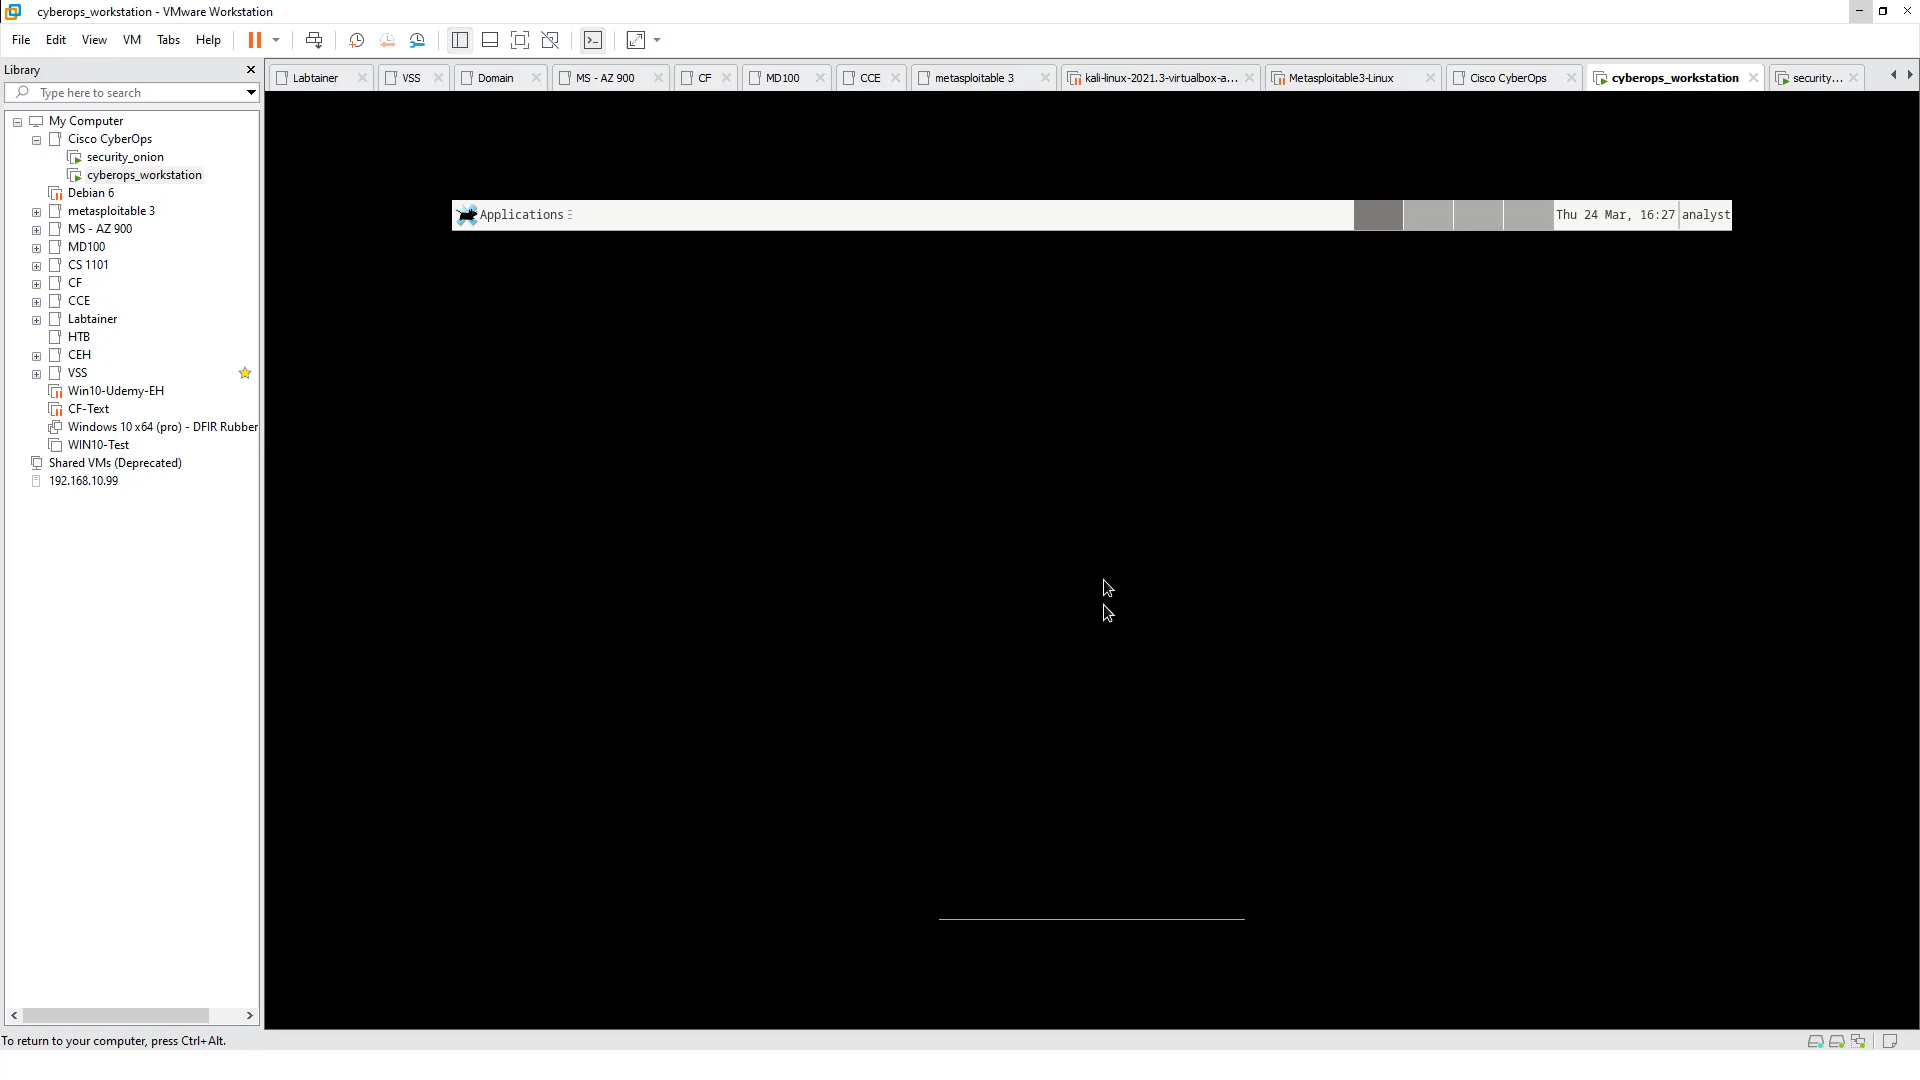 cyberops_workstation - VMware Workstation
File Edit View VM Tabs Help
Library
Type here to search
My Computer
Cisco CyberOps
security_onion
cyberops_workstation
Debian 6
metasploitable 3
MS - AZ 900
MD100
CS 1101
CF
CCE
Labtainer
HTB
CEH
VSS
Win10-Udemy-EH
CF-Text
Windows 10 x64 (pro) - DFIR Rubber
WIN10-Test
Shared VMs (Deprecated)
192.168.10.99
Labtainer VSS Domain MS - AZ 900 CF MD100 CCE metasploitable 3 kali-linux-2021.3-virtualbox-a... Metasploitable3-Linux Cisco CyberOps cyberops_workstation security...
Applications Thu 24 Mar, 16:27 analyst
To return to your computer, press Ctrl+Alt.